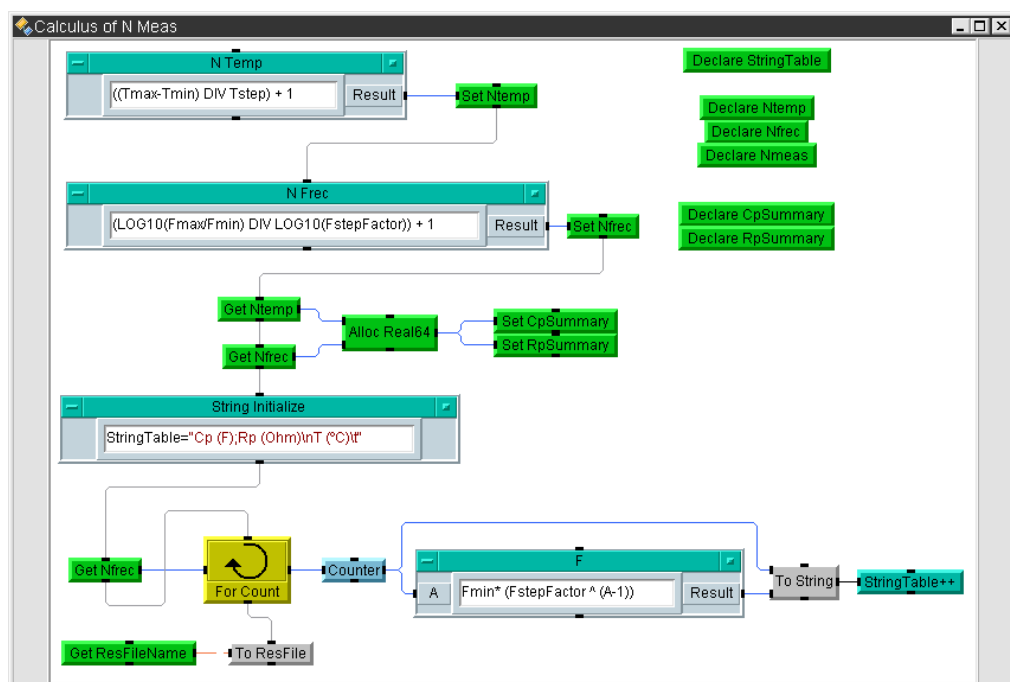 Calculus of N Meas
N Temp
((Tmax-Tmin) DIV Tstep) + 1
Result
Set Ntemp
Declare StringTable
Declare Ntemp
Declare Nfrec
Declare Nmeas
N Frec
(LOG10(Fmax/Fmin) DIV LOG10(FstepFactor)) + 1
Result
Set Nfrec
Declare CpSummary
Declare RpSummary
Get Ntemp
Alloc Real64
Set CpSummary
Set RpSummary
Get Nfrec
String Initialize
StringTable="Cp (F);Rp (Ohm)\nT (ºC)\t"
Get Nfrec
For Count
Counter
F
A
Fmin* (FstepFactor ^ (A-1))
Result
To String
StringTable++
Get ResFileName
To ResFile